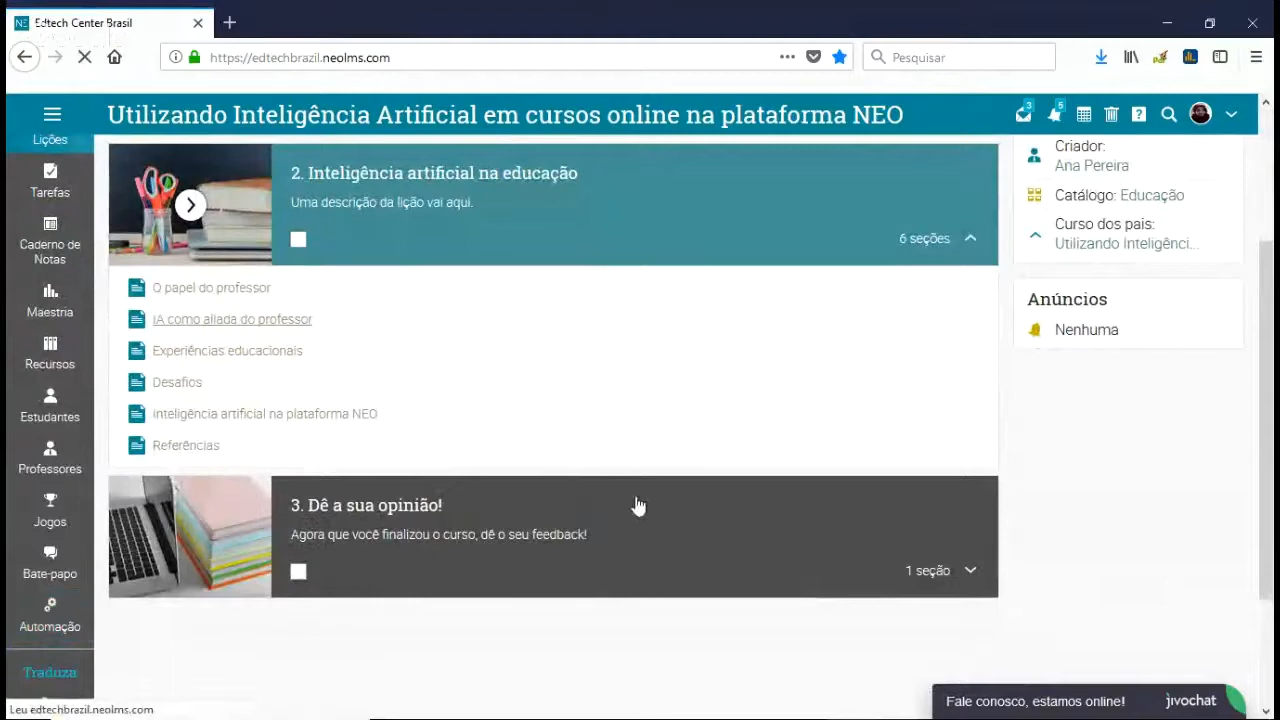 Edtech Center Brasil
https://edtechbrazil.neolms.com
Pesquisar
Utilizando Inteligência Artificial em cursos online na plataforma NEO
3
5
Lições
Tarefas
Caderno de
Notas
Maestria
Recursos
Estudantes
Professores
Jogos
Bate-papo
Automação
Traduza
2. Inteligência artificial na educação
Uma descrição da lição vai aqui.
6 seções
O papel do professor
IA como aliada do professor
Experiências educacionais
Desafios
Inteligência artificial na plataforma NEO
Referências
3. Dê a sua opinião!
Agora que você finalizou o curso, dê o seu feedback!
1 seção
Criador:
Ana Pereira
Catálogo: Educação
Curso dos pais:
Utilizando Inteligênci...
Anúncios
Nenhuma
Leu edtechbrazil.neolms.com
Fale conosco, estamos online!
jivochat